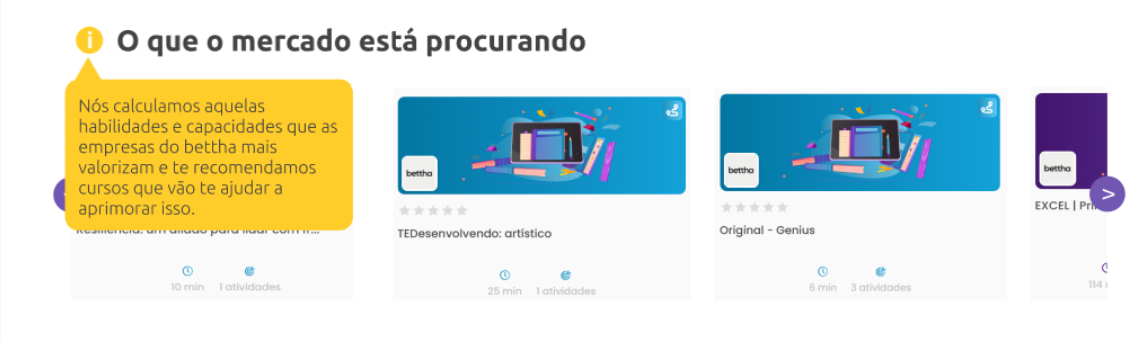 O que o mercado está procurando
Nós calculamos aquelas
habilidades e capacidades que as
empresas do bettha mais
valorizam e te recomendamos
cursos que vão te ajudar a
aprimorar isso.
Resiliência: um aliado para lidar com
10 min 1 atividades
bettha
TEDesenvolvendo: artístico
25 min 1 atividades
bettha
Original - Genius
6 min 3 atividades
bettha
EXCEL |
114